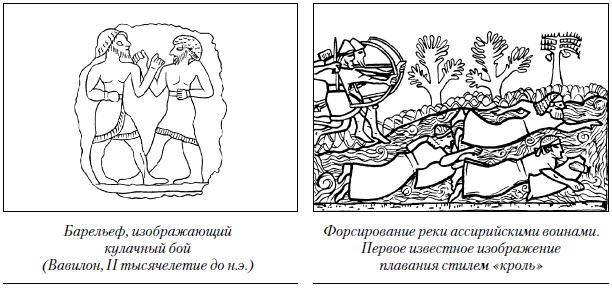 Барельеф, изображающий
кулачный бой
(Вавилон, II тысячелетие до н.э.)
Форсирование реки ассирийскими воинами.
Первое известное изображение
плавания стилем «кроль»